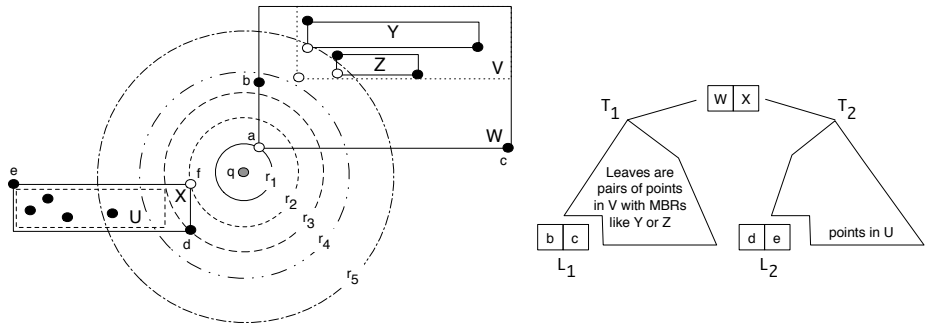 Y
Z
V
b
a
W
c
q
r1
r2
r3
r4
r5
e
f
X
U
d
W X
T1
T2
Leaves are
pairs of points
in V with MBRs
like Y or Z
points in U
b c
d e
L1
L2